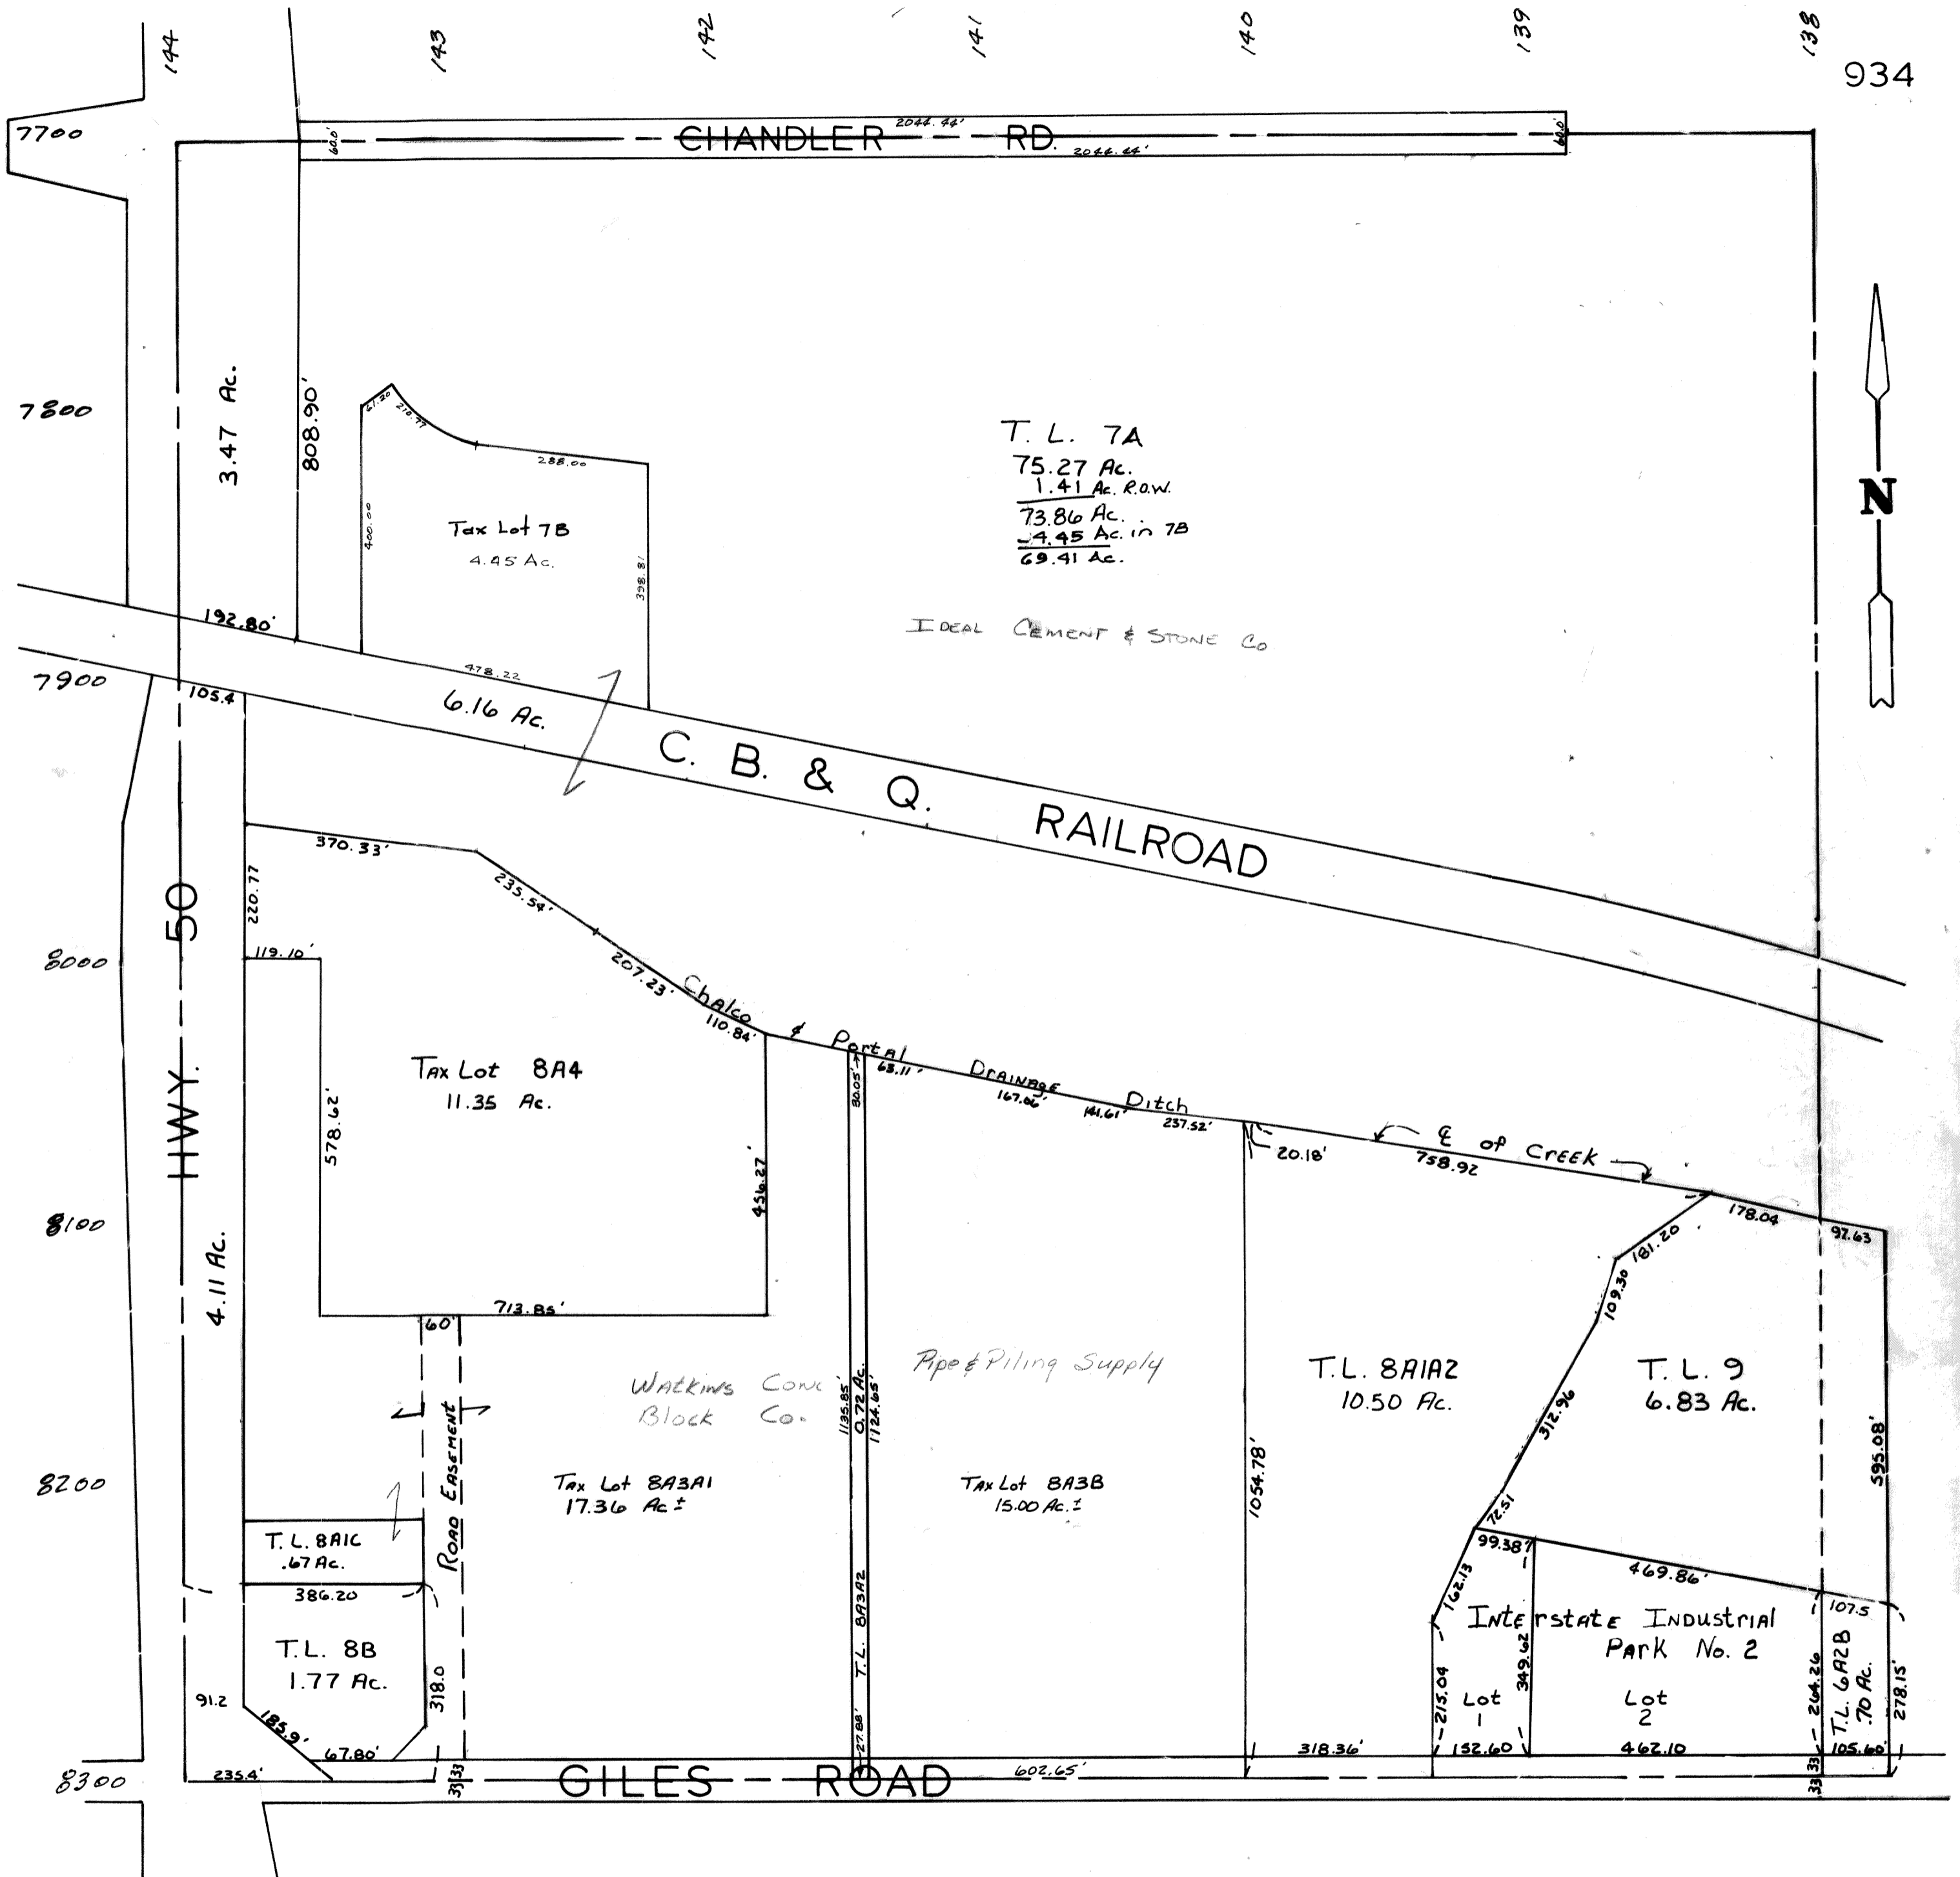 144
143
142
141
140
139
138
934
7700
60.0'
2044.44'
CHANDLER RD.
2044.44'
60.0'
7800
3.47 Ac.
808.90'
61.20
288.00
400.00
398.81
Tax Lot 7B
4.45 Ac.
T. L. 7A
75.27 Ac.
1.41 Ac. R.O.W.
73.86 Ac.
-4.45 Ac. in 7B
69.41 Ac.
IDEAL CEMENT & STONE Co
N
192.80'
478.22
7900
105.4
6.16 Ac.
C. B. & Q. RAILROAD
370.33'
235.54'
207.23'
110.84'
220.77
119.10'
8000
HWY. 50
Chalco & Portal Drainage Ditch
80.05'
63.11'
167.06'
141.61'
237.52'
20.18'
℄ of Creek
758.92
178.04
97.63
Tax Lot 8A4
11.35 Ac.
578.62'
456.27'
713.85'
60'
8100
4.11 Ac.
181.20
109.30
312.96
72.51
Watkins Conc
Block Co.
Pipe & Piling Supply
1135.85'
0.72 Ac.
1124.65'
T.L. 8A1A2
10.50 Ac.
T. L. 9
6.83 Ac.
595.08'
1054.78'
8200
ROAD EASEMENT
Tax Lot 8A3A1
17.36 Ac ±
Tax Lot 8A3B
15.00 Ac. ±
T. L. 8A1C
.67 Ac.
386.20
T.L. 8B
1.77 Ac.
318.0
91.2
185.9'
67.80'
235.4'
T. L. 8A3A2
27.88'
99.38'
469.86'
107.5
162.13
Interstate Industrial
Park No. 2
215.04
Lot
1
349.62
Lot
2
264.26
T.L. 6A2B
.70 Ac.
278.15'
318.36'
152.60
462.10
105.60'
8300
33 33
GILES ROAD
602.65'
33 33